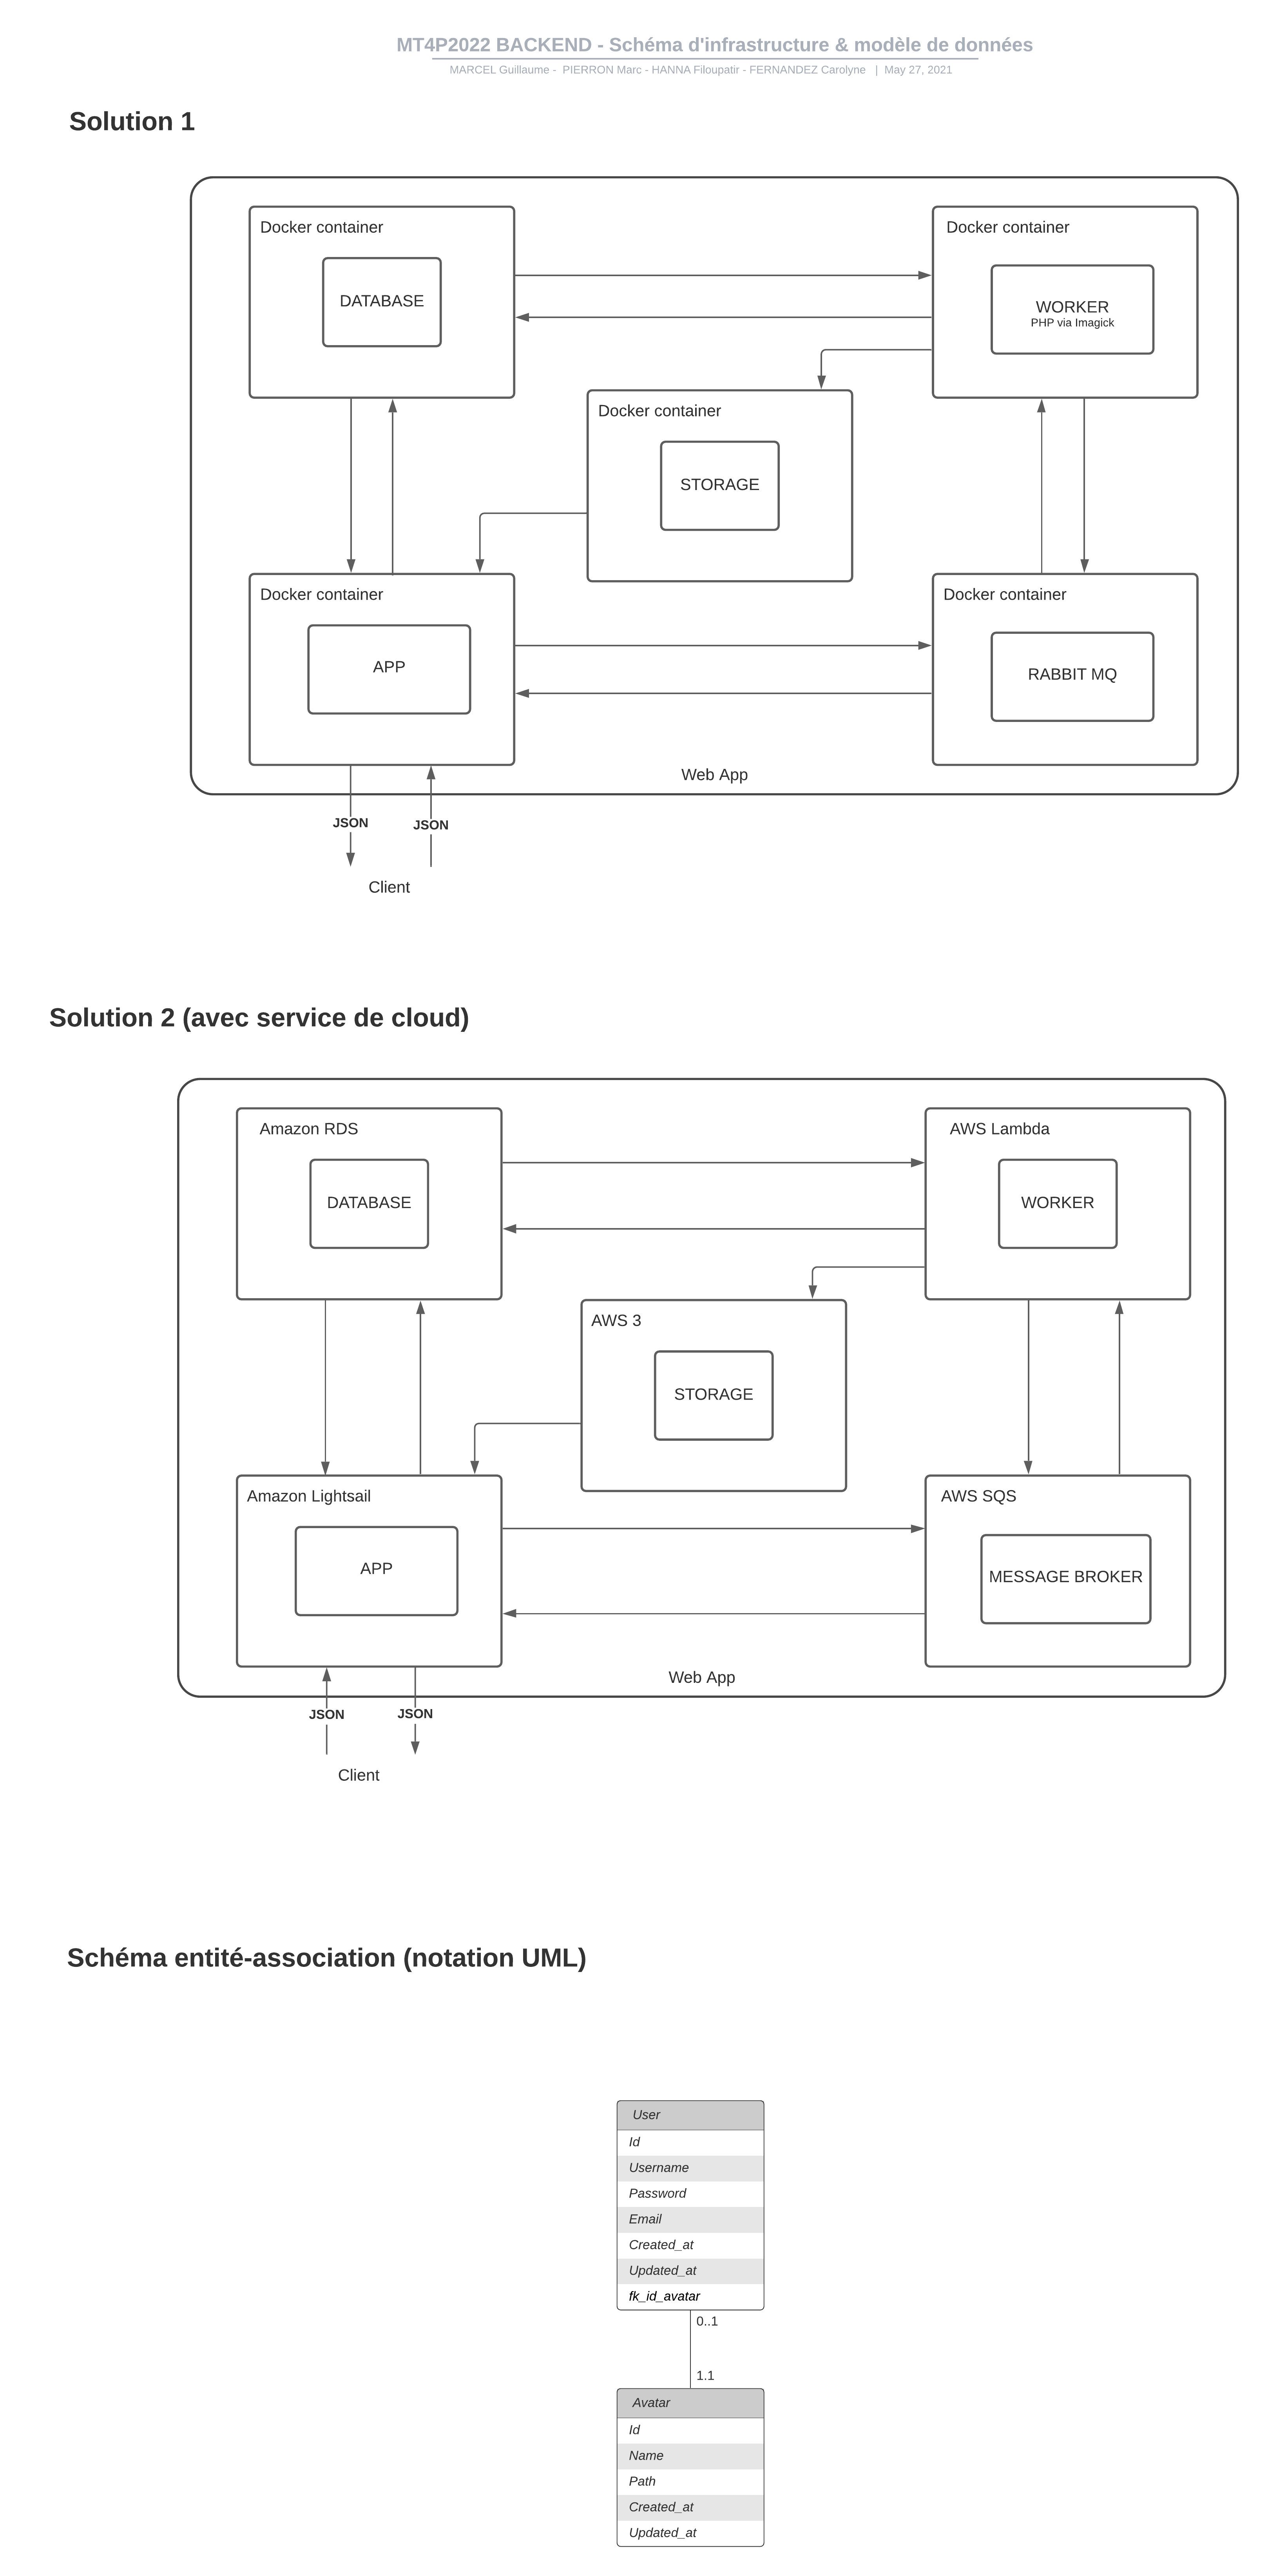 MT4P2022 BACKEND - Schéma d'infrastructure & modèle de données
MARCEL Guillaume -  PIERRON Marc - HANNA Filoupatir - FERNANDEZ Carolyne  |  May 27, 2021
Solution 1
Docker container
Docker container
DATABASE
WORKER
PHP via Imagick
Docker container
STORAGE
Docker container
Docker container
APP
RABBIT MQ
Web App
JSON
JSON
Client
Solution 2 (avec service de cloud)
Amazon RDS
AWS Lambda
DATABASE
WORKER
AWS 3
STORAGE
Amazon Lightsail
AWS SQS
APP
MESSAGE BROKER
Web App
JSON
JSON
Client
Schéma entité-association (notation UML)
User
Id
Username
Password
Email
Created_at
Updated_at
fk_id_avatar
0..1
1.1
Avatar
Id
Name
Path
Created_at
Updated_at